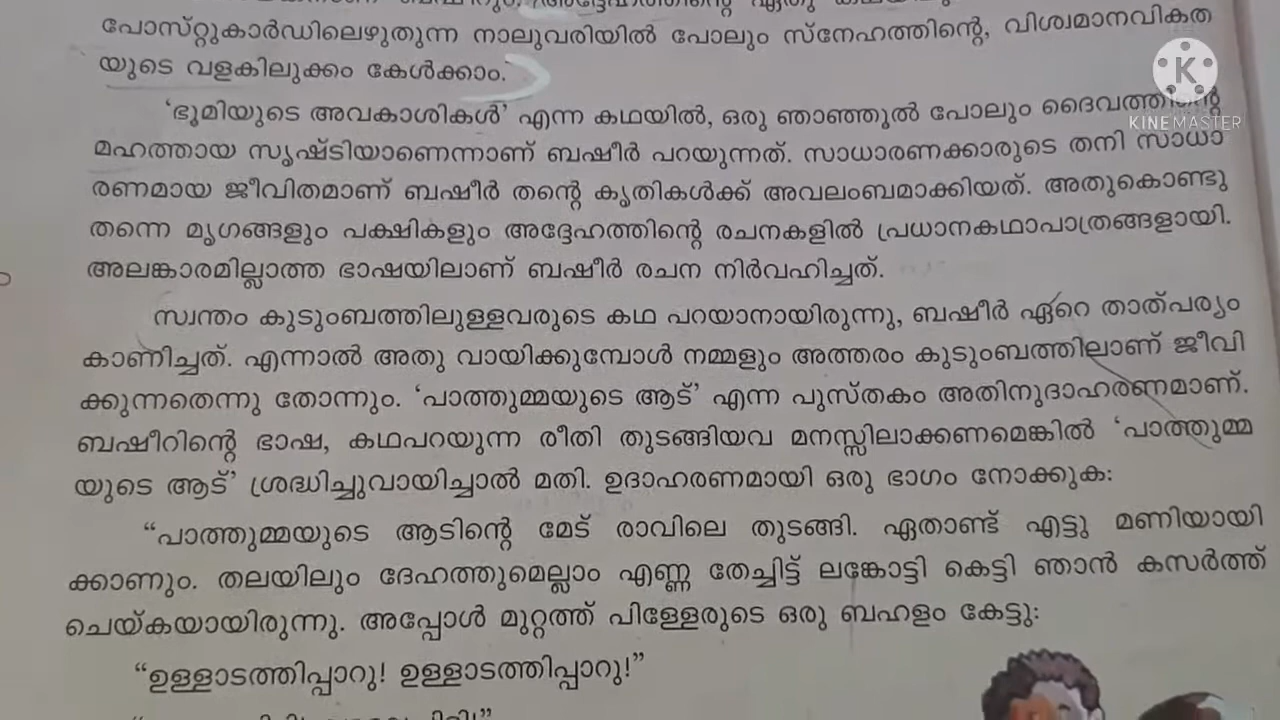 പോസ്റ്റുകാർഡിലെഴുതുന്ന നാലുവരിയിൽ പോലും സ്നേഹത്തിന്റെ, വിശ്വമാനവികത
യുടെ വളകിലുക്കം കേൾക്കാം.
K
KINEMASTER
‘ഭൂമിയുടെ അവകാശികൾ’ എന്ന കഥയിൽ, ഒരു ഞാഞ്ഞൂൽ പോലും ദൈവത്തിന്റെ
മഹത്തായ സൃഷ്ടിയാണെന്നാണ് ബഷീർ പറയുന്നത്. സാധാരണക്കാരുടെ തനി സാധാ
രണമായ ജീവിതമാണ് ബഷീർ തന്റെ കൃതികൾക്ക് അവലംബമാക്കിയത്. അതുകൊണ്ടു
തന്നെ മൃഗങ്ങളും പക്ഷികളും അദ്ദേഹത്തിന്റെ രചനകളിൽ പ്രധാനകഥാപാത്രങ്ങളായി.
അലങ്കാരമില്ലാത്ത ഭാഷയിലാണ് ബഷീർ രചന നിർവഹിച്ചത്.
സ്വന്തം കുടുംബത്തിലുള്ളവരുടെ കഥ പറയാനായിരുന്നു, ബഷീർ ഏറെ താത്പര്യം
കാണിച്ചത്. എന്നാൽ അതു വായിക്കുമ്പോൾ നമ്മളും അത്തരം കുടുംബത്തിലാണ് ജീവി
ക്കുന്നതെന്നു തോന്നും. ‘പാത്തുമ്മയുടെ ആട്’ എന്ന പുസ്തകം അതിനുദാഹരണമാണ്.
ബഷീറിന്റെ ഭാഷ, കഥപറയുന്ന രീതി തുടങ്ങിയവ മനസ്സിലാക്കണമെങ്കിൽ ‘പാത്തുമ്മ
യുടെ ആട്’ ശ്രദ്ധിച്ചുവായിച്ചാൽ മതി. ഉദാഹരണമായി ഒരു ഭാഗം നോക്കുക:
“പാത്തുമ്മയുടെ ആടിന്റെ മേട് രാവിലെ തുടങ്ങി. ഏതാണ്ട് എട്ടു മണിയായി
ക്കാണും. തലയിലും ദേഹത്തുമെല്ലാം എണ്ണ തേച്ചിട്ട് ലങ്കോട്ടി കെട്ടി ഞാൻ കസർത്ത്
ചെയ്കയായിരുന്നു. അപ്പോൾ മുറ്റത്ത് പിള്ളേരുടെ ഒരു ബഹളം കേട്ടു:
“ഉള്ളാടത്തിപ്പാറു! ഉള്ളാടത്തിപ്പാറു!”